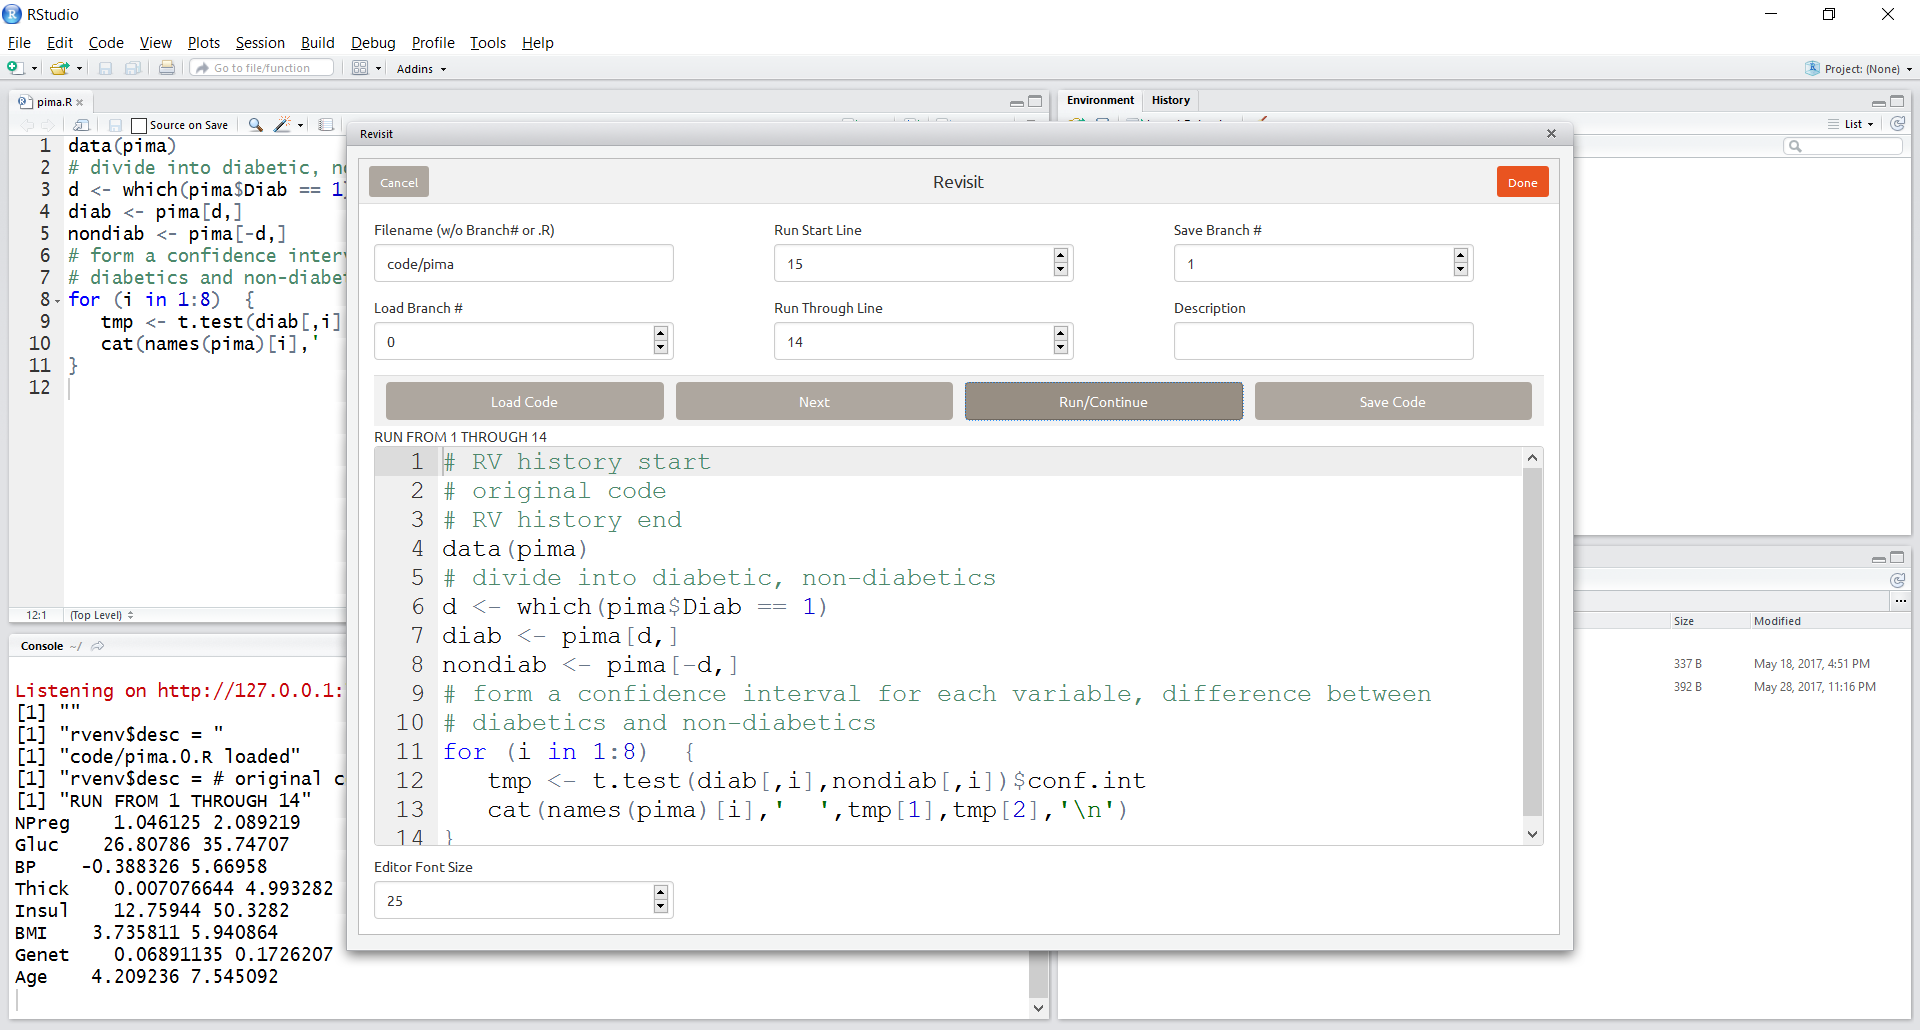 RStudio
File Edit Code View Plots Session Build Debug Profile Tools Help
Go to file/function Addins Project: (None)
pima.R
Source on Save
1 data(pima)
2 # divide into diabetic,
3 d <- which(pima$Diab == 1
4 diab <- pima[d,]
5 nondiab <- pima[-d,]
6 # form a confidence
7 # diabetics and
8 for (i in 1:8) {
9 tmp <- t.test(diab[,i]
10 cat(names(pima)[i],'
11 }
12
12:1 (Top Level)
Console ~/
Listening on http://127.0.0.1:
[1] ""
[1] "rvenv$desc = "
[1] "code/pima.0.R loaded"
[1] "rvenv$desc = # original c
[1] "RUN FROM 1 THROUGH 14"
NPreg 1.046125 2.089219
Gluc 26.80786 35.74707
BP -0.388326 5.66958
Thick 0.007076644 4.993282
Insul 12.75944 50.3282
BMI 3.735811 5.940864
Genet 0.06891135 0.1726207
Age 4.209236 7.545092
Revisit
Cancel Revisit Done
Filename (w/o Branch# or .R) Run Start Line Save Branch #
code/pima 15 1
Load Branch # Run Through Line Description
0 14
Load Code Next Run/Continue Save Code
RUN FROM 1 THROUGH 14
1 # RV history start
2 # original code
3 # RV history end
4 data(pima)
5 # divide into diabetic, non-diabetics
6 d <- which(pima$Diab == 1)
7 diab <- pima[d,]
8 nondiab <- pima[-d,]
9 # form a confidence interval for each variable, difference between
10 # diabetics and non-diabetics
11 for (i in 1:8) {
12 tmp <- t.test(diab[,i],nondiab[,i])$conf.int
13 cat(names(pima)[i],' ',tmp[1],tmp[2],'\n')
14 }
Editor Font Size
25
Environment History
List
Size Modified
337 B May 18, 2017, 4:51 PM
392 B May 28, 2017, 11:16 PM